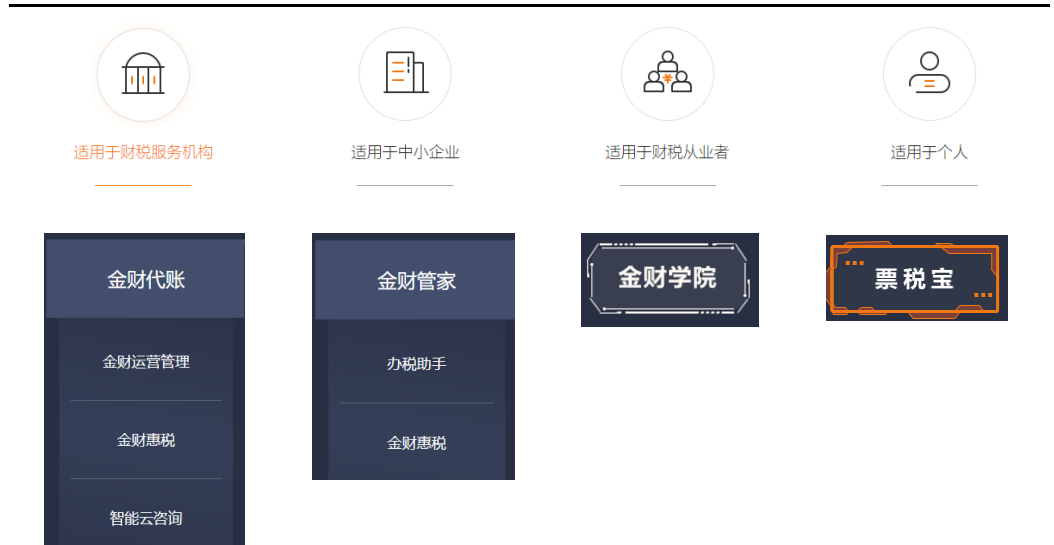 适用于财税服务机构
适用于中小企业
适用于财税从业者
适用于个人
金财代账
金财管家
金财学院
票税宝
金财运营管理
办税助手
金财惠税
金财惠税
智能云咨询